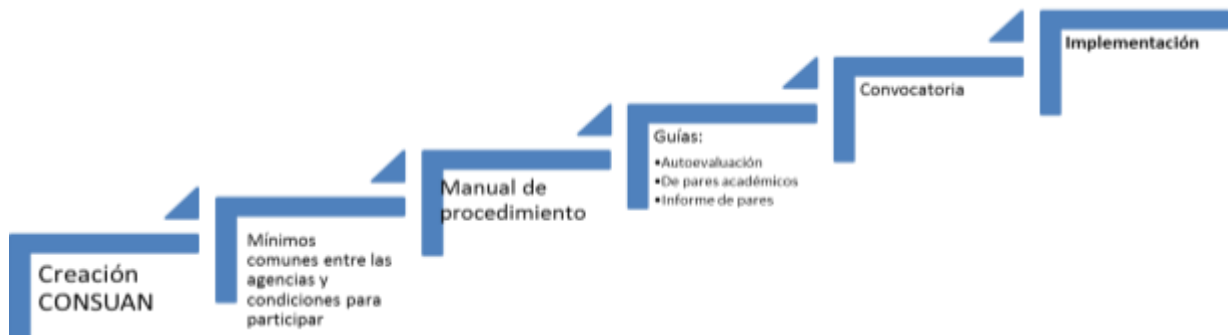 Creación
CONSUAN
Mínimos
comunes entre las
agencias y
condiciones para
participar
Manual de
procedimiento
Guías:
•Autoevaluación
•De pares académicos
•Informe de pares
Convocatoria
Implementación